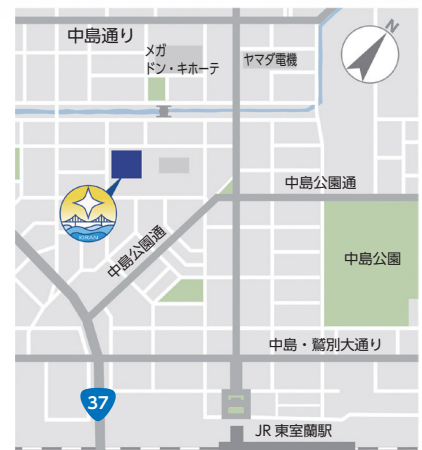 中島通り
メガ
ドン・キホーテ
ヤマダ電機
N
中島公園通
KIRAN
中島公園通
中島公園
中島・鷲別大通り
37
JR 東室蘭駅